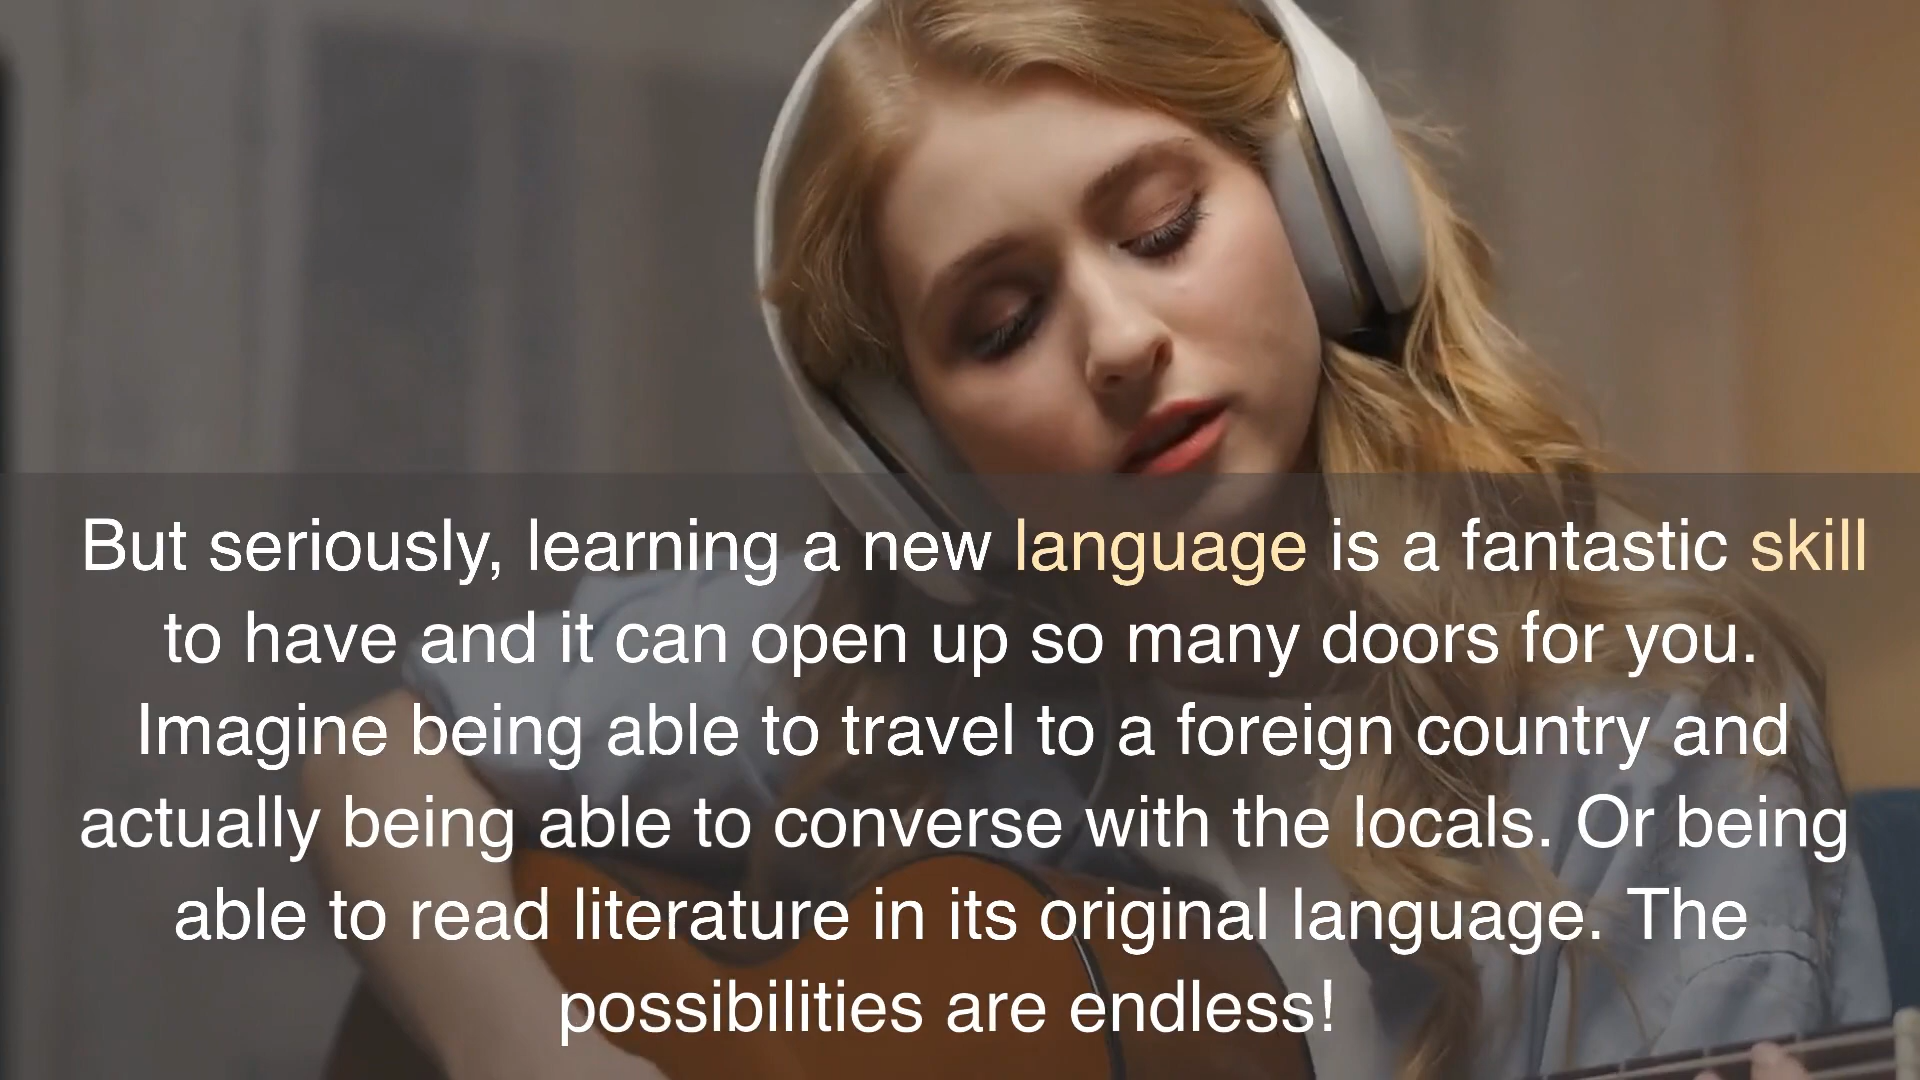 But seriously, learning a new language is a fantastic skill
to have and it can open up so many doors for you.
Imagine being able to travel to a foreign country and
actually being able to converse with the locals. Or being
able to read literature in its original language. The
possibilities are endless!